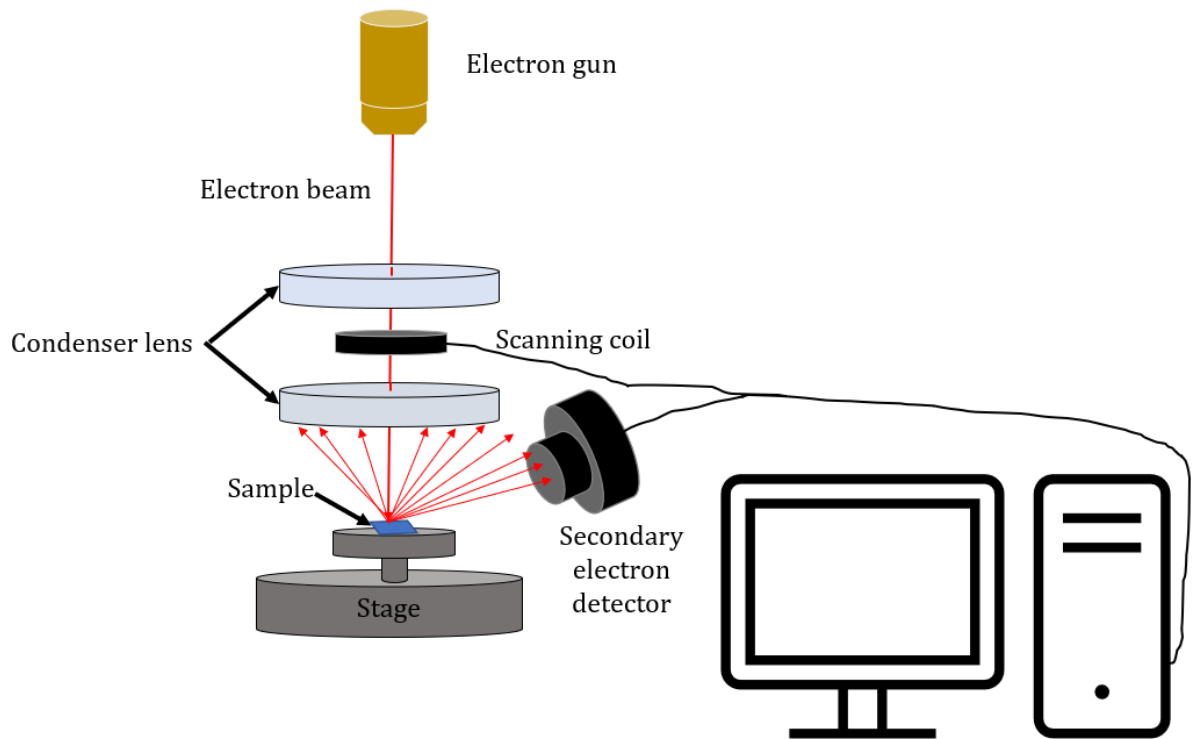 Electron gun
Electron beam
Scanning coil
Condenser lens
Sample
Secondary
electron
detector
Stage